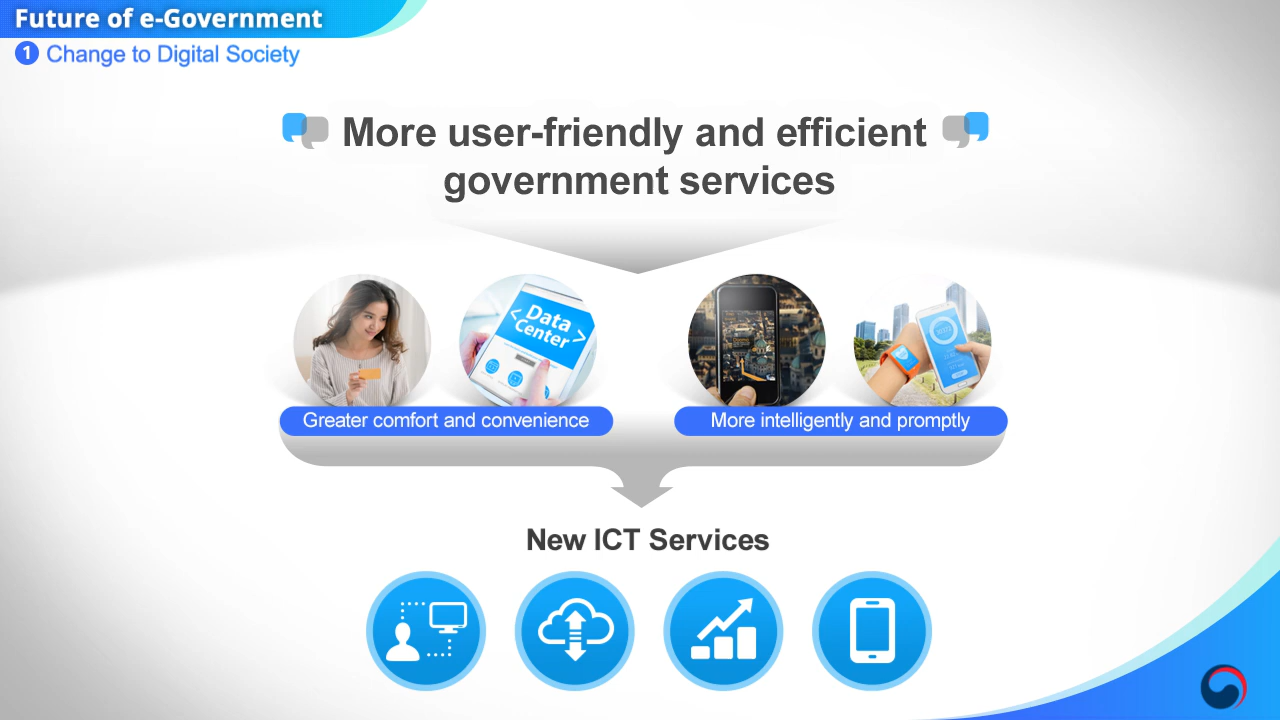 Future of e-Government
1 Change to Digital Society
More user-friendly and efficient
government services
< Data
Center >
Greater comfort and convenience
More intelligently and promptly
New ICT Services